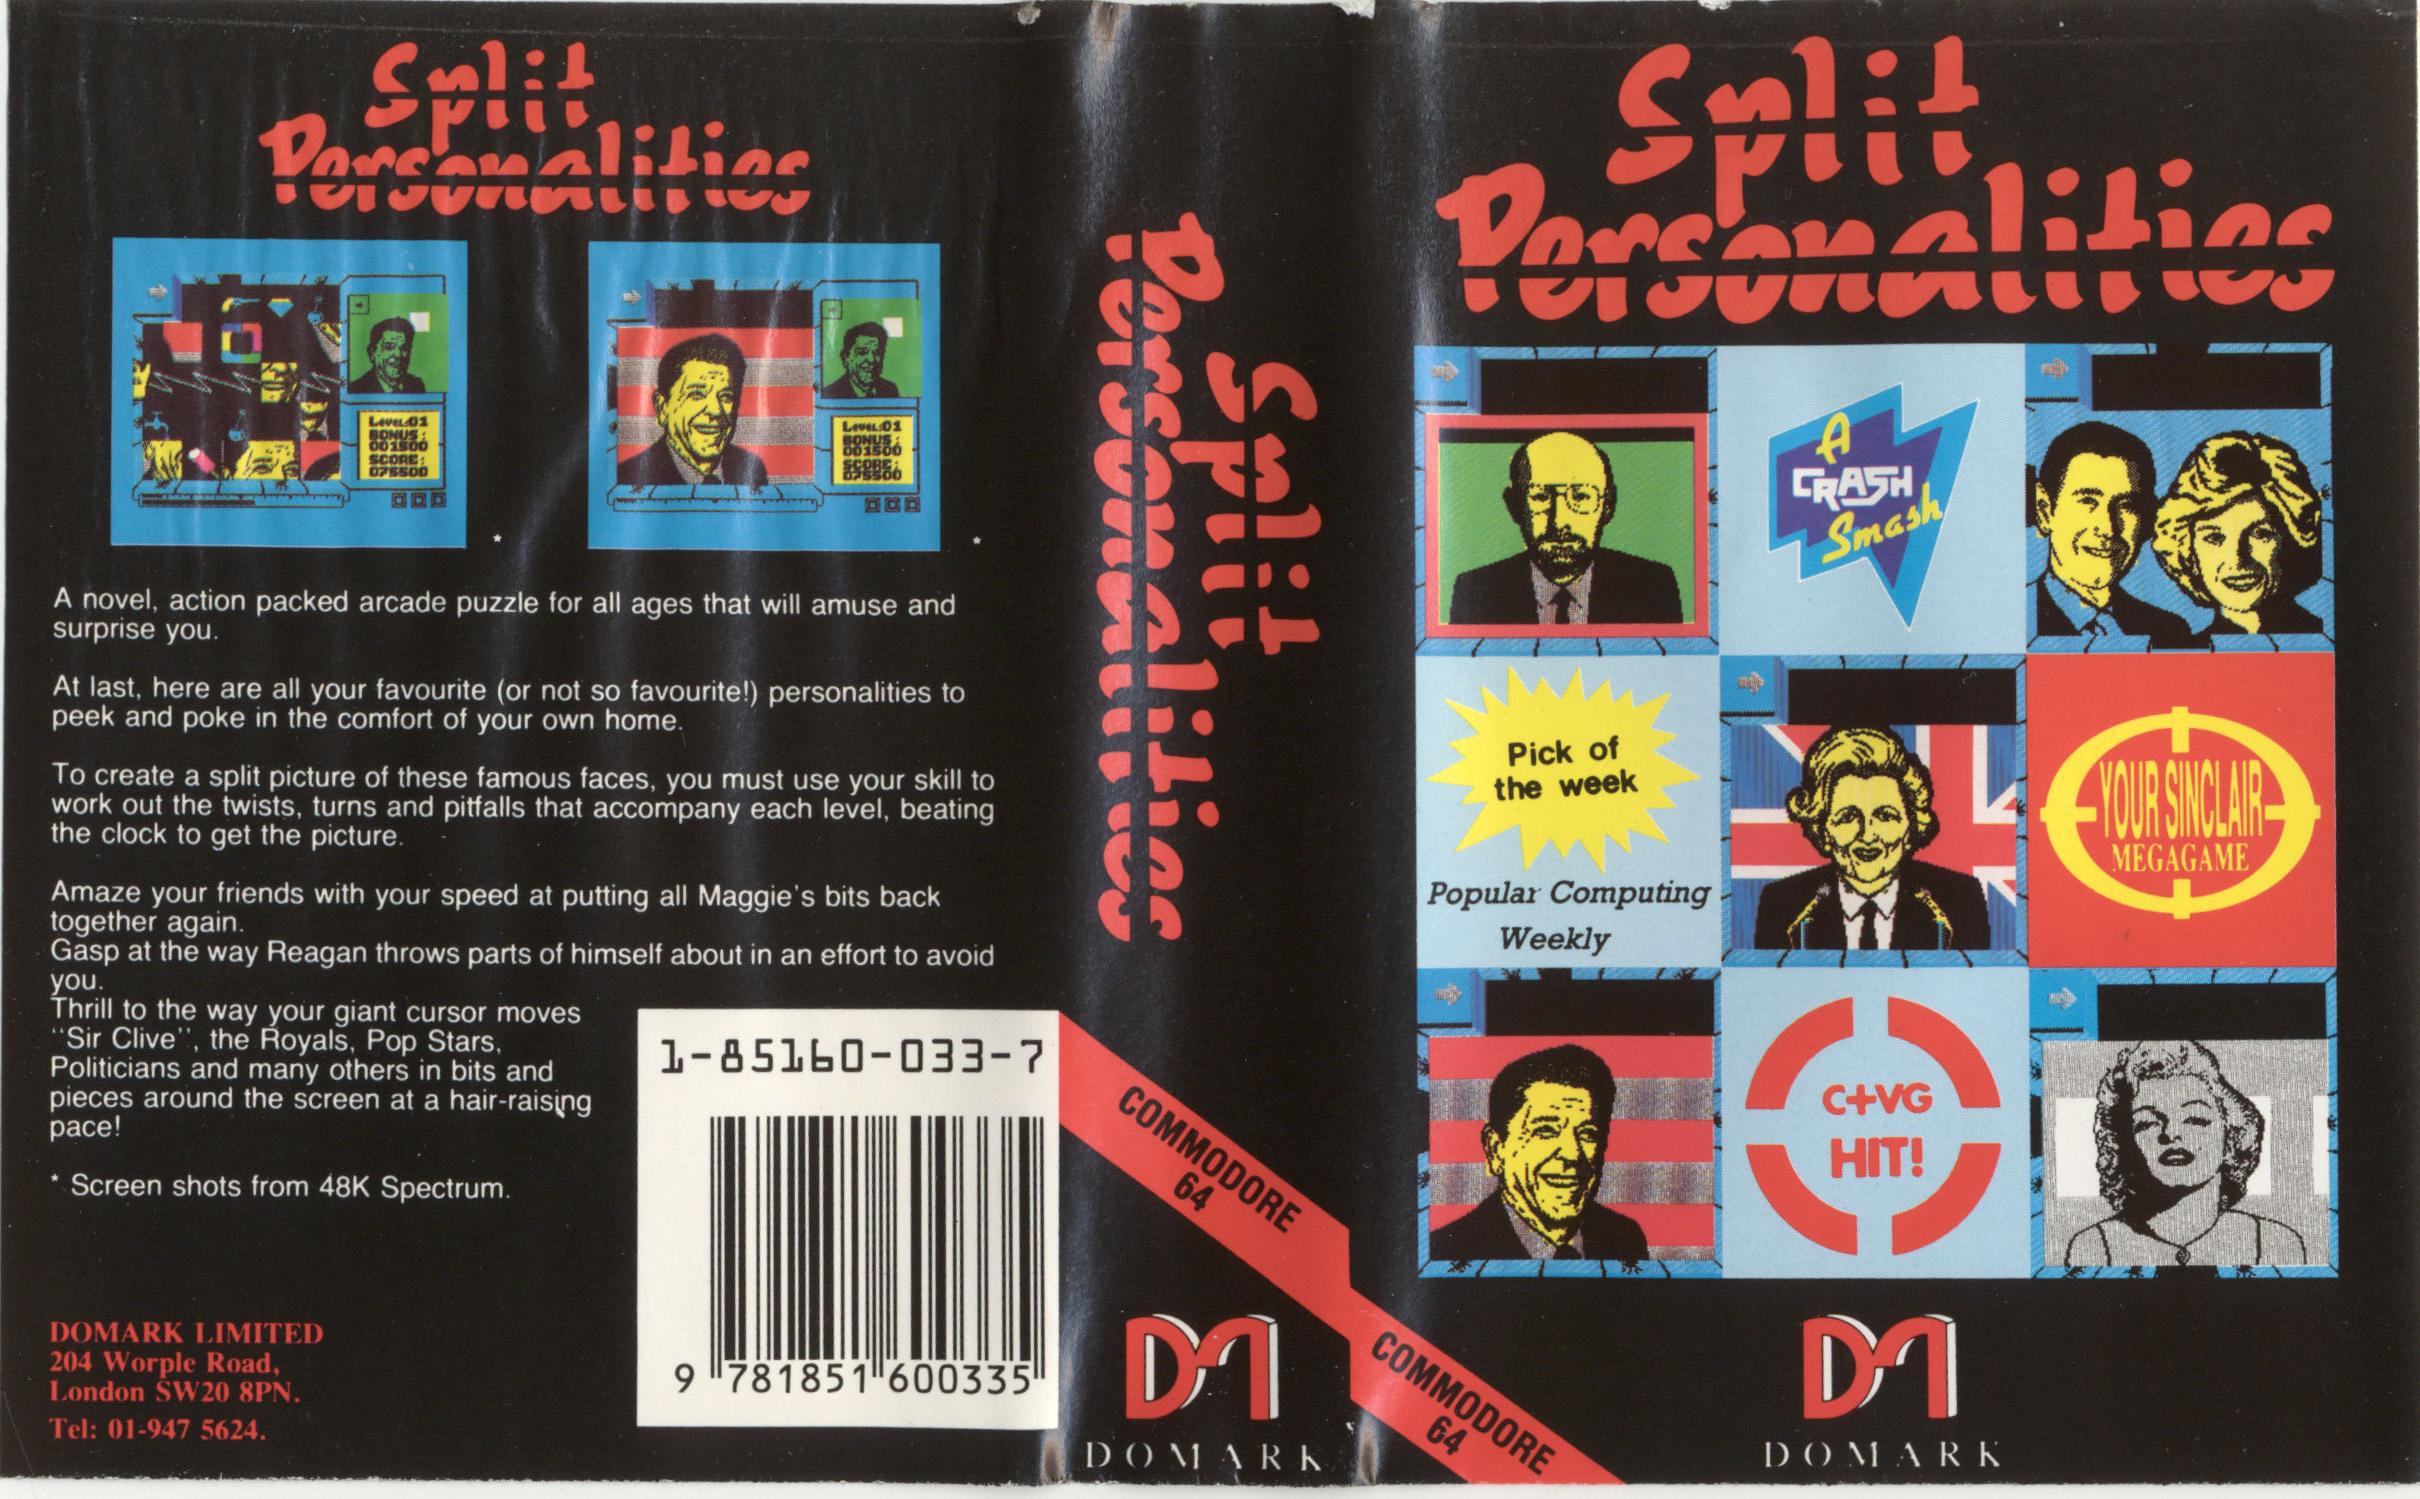 Split
Personalities
Level:01
BONUS:
001500
SCORE:
075500
Level:01
BONUS:
001500
SCORE:
075500
*
*
A novel, action packed arcade puzzle for all ages that will amuse and
surprise you.
At last, here are all your favourite (or not so favourite!) personalities to
peek and poke in the comfort of your own home.
To create a split picture of these famous faces, you must use your skill to
work out the twists, turns and pitfalls that accompany each level, beating
the clock to get the picture.
Amaze your friends with your speed at putting all Maggie's bits back
together again.
Gasp at the way Reagan throws parts of himself about in an effort to avoid
you.
Thrill to the way your giant cursor moves
"Sir Clive", the Royals, Pop Stars,
Politicians and many others in bits and
pieces around the screen at a hair-raising
pace!
* Screen shots from 48K Spectrum.
DOMARK LIMITED
204 Worple Road,
London SW20 8PN.
Tel: 01-947 5624.
1-85160-033-7
9 781851 600335
Split
Personalities
COMMODORE
64
DOMARK
Split
Personalities
A
CRASH
Smash
Pick of
the week
Popular Computing
Weekly
YOUR SINCLAIR
MEGAGAME
C+VG
HIT!
COMMODORE
64
DOMARK